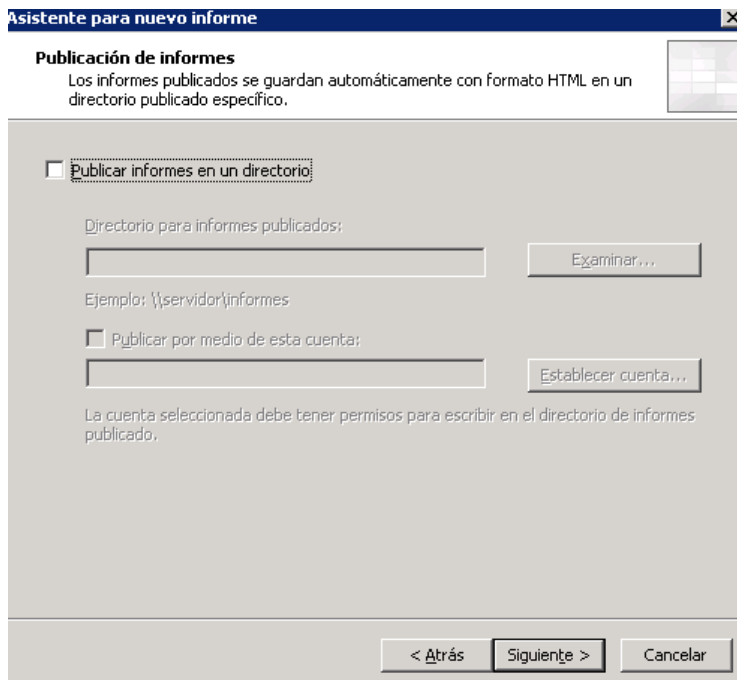 Asistente para nuevo informe
Publicación de informes
Los informes publicados se guardan automáticamente con formato HTML en un
directorio publicado específico.
Publicar informes en un directorio
Directorio para informes publicados:
Examinar...
Ejemplo: \\servidor\informes
Publicar por medio de esta cuenta:
Establecer cuenta...
La cuenta seleccionada debe tener permisos para escribir en el directorio de informes
publicado.
< Atrás
Siguiente >
Cancelar